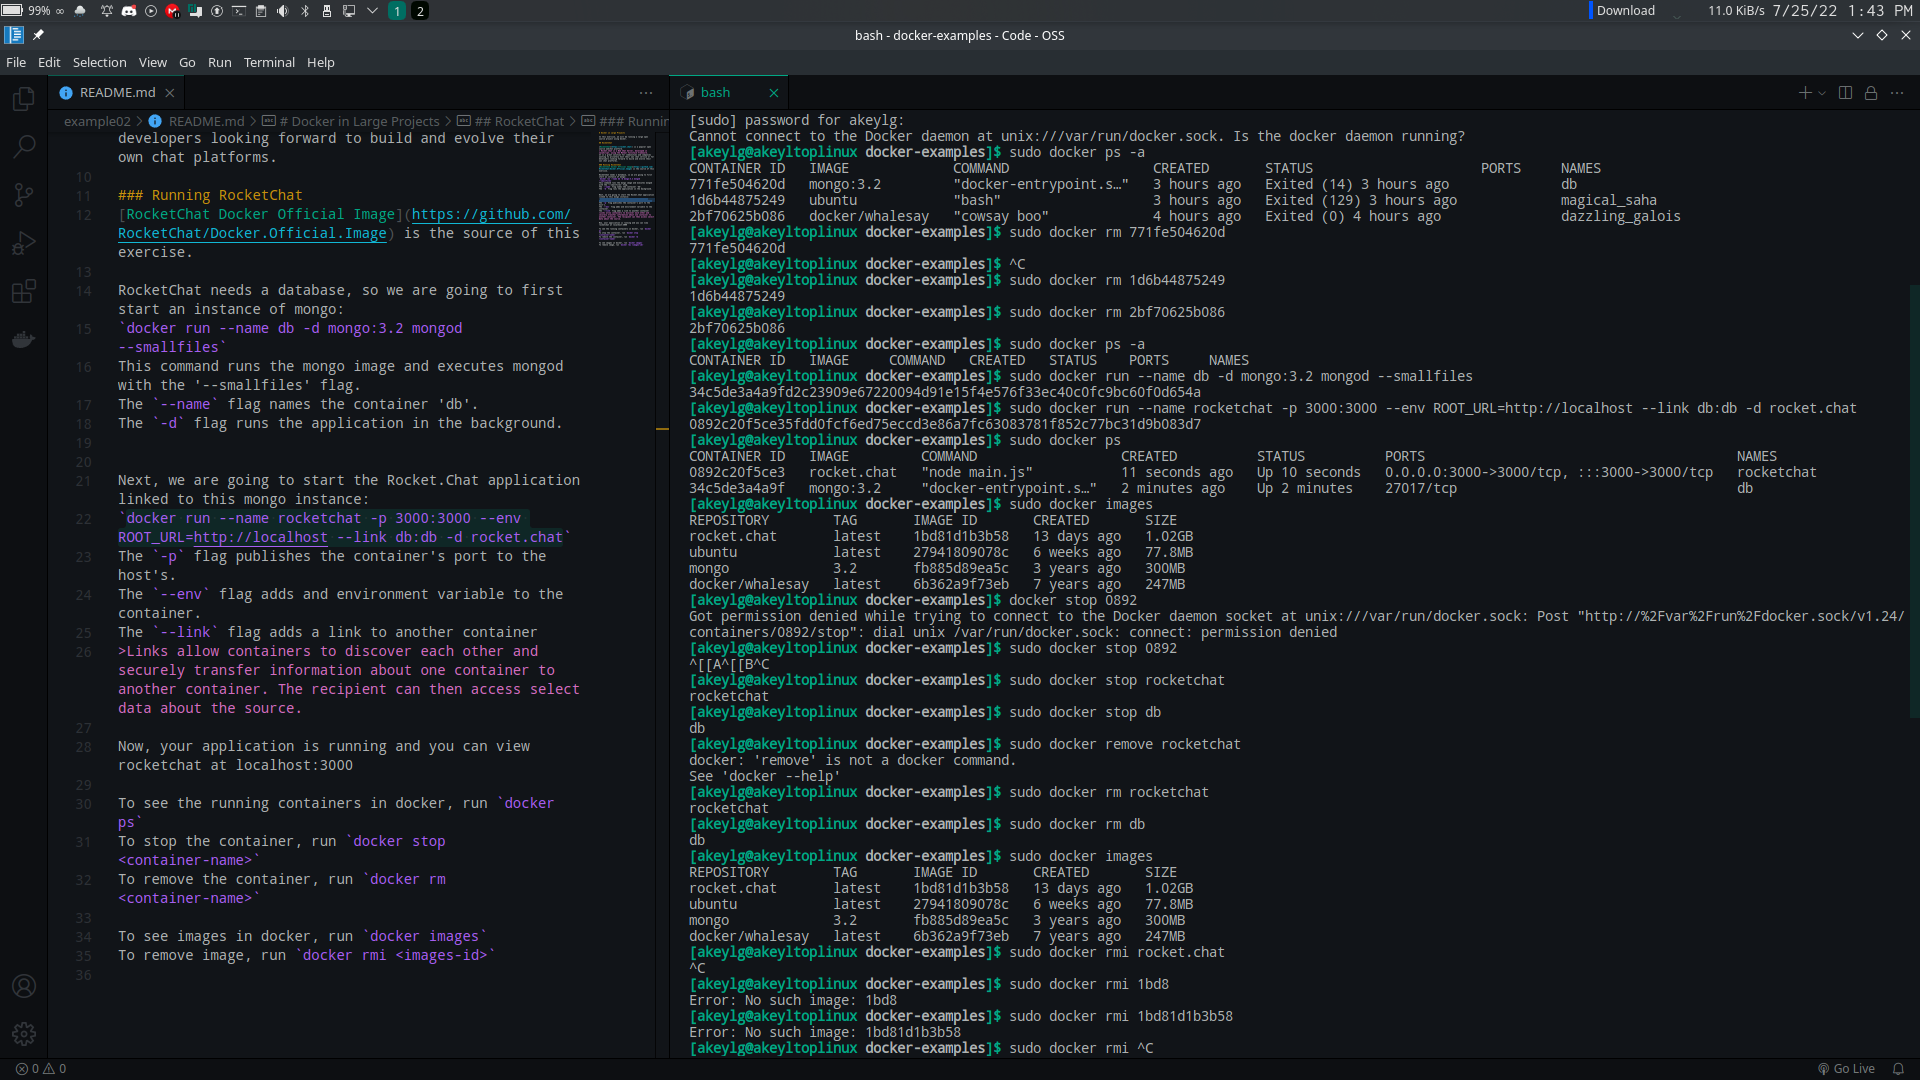 99% ∞
1
2
Download
11.0 KiB/s 7/25/22 1:43 PM
bash - docker-examples - Code - OSS
File Edit Selection View Go Run Terminal Help
README.md
example02 > README.md > # Docker in Large Projects > ## RocketChat > ### Runnin
developers looking forward to build and evolve their
own chat platforms.
10
11 ### Running RocketChat
12 [RocketChat Docker Official Image](https://github.com/
RocketChat/Docker.Official.Image) is the source of this
exercise.
13
14 RocketChat needs a database, so we are going to first
start an instance of mongo:
15 `docker run --name db -d mongo:3.2 mongod
--smallfiles`
16 This command runs the mongo image and executes mongod
with the '--smallfiles' flag.
17 The `--name` flag names the container 'db'.
18 The `-d` flag runs the application in the background.
19
20
21 Next, we are going to start the Rocket.Chat application
linked to this mongo instance:
22 `docker run --name rocketchat -p 3000:3000 --env
ROOT_URL=http://localhost --link db:db -d rocket.chat`
23 The `-p` flag publishes the container's port to the
host's.
24 The `--env` flag adds and environment variable to the
container.
25 The `--link` flag adds a link to another container
26 >Links allow containers to discover each other and
securely transfer information about one container to
another container. The recipient can then access select
data about the source.
27
28 Now, your application is running and you can view
rocketchat at localhost:3000
29
30 To see the running containers in docker, run `docker
ps`
31 To stop the container, run `docker stop
<container-name>`
32 To remove the container, run `docker rm
<container-name>`
33
34 To see images in docker, run `docker images`
35 To remove image, run `docker rmi <images-id>`
36
bash
[sudo] password for akeylg:
Cannot connect to the Docker daemon at unix:///var/run/docker.sock. Is the docker daemon running?
[akeylg@akeyltoplinux docker-examples]$ sudo docker ps -a
CONTAINER ID IMAGE COMMAND CREATED STATUS PORTS NAMES
771fe504620d mongo:3.2 "docker-entrypoint.s…" 3 hours ago Exited (14) 3 hours ago db
1d6b44875249 ubuntu "bash" 3 hours ago Exited (129) 3 hours ago magical_saha
2bf70625b086 docker/whalesay "cowsay boo" 4 hours ago Exited (0) 4 hours ago dazzling_galois
[akeylg@akeyltoplinux docker-examples]$ sudo docker rm 771fe504620d
771fe504620d
[akeylg@akeyltoplinux docker-examples]$ ^C
[akeylg@akeyltoplinux docker-examples]$ sudo docker rm 1d6b44875249
1d6b44875249
[akeylg@akeyltoplinux docker-examples]$ sudo docker rm 2bf70625b086
2bf70625b086
[akeylg@akeyltoplinux docker-examples]$ sudo docker ps -a
CONTAINER ID IMAGE COMMAND CREATED STATUS PORTS NAMES
[akeylg@akeyltoplinux docker-examples]$ sudo docker run --name db -d mongo:3.2 mongod --smallfiles
34c5de3a4a9fd2c23909e67220094d91e15f4e576f33ec40c0fc9bc60f0d654a
[akeylg@akeyltoplinux docker-examples]$ sudo docker run --name rocketchat -p 3000:3000 --env ROOT_URL=http://localhost --link db:db -d rocket.chat
0892c20f5ce35fdd0fcf6ed75eccd3e86a7fc63083781f852c77bc31d9b083d7
[akeylg@akeyltoplinux docker-examples]$ sudo docker ps
CONTAINER ID IMAGE COMMAND CREATED STATUS PORTS NAMES
0892c20f5ce3 rocket.chat "node main.js" 11 seconds ago Up 10 seconds 0.0.0.0:3000->3000/tcp, :::3000->3000/tcp rocketchat
34c5de3a4a9f mongo:3.2 "docker-entrypoint.s…" 2 minutes ago Up 2 minutes 27017/tcp db
[akeylg@akeyltoplinux docker-examples]$ sudo docker images
REPOSITORY TAG IMAGE ID CREATED SIZE
rocket.chat latest 1bd81d1b3b58 13 days ago 1.02GB
ubuntu latest 27941809078c 6 weeks ago 77.8MB
mongo 3.2 fb885d89ea5c 3 years ago 300MB
docker/whalesay latest 6b362a9f73eb 7 years ago 247MB
[akeylg@akeyltoplinux docker-examples]$ docker stop 0892
Got permission denied while trying to connect to the Docker daemon socket at unix:///var/run/docker.sock: Post "http://%2Fvar%2Frun%2Fdocker.sock/v1.24/
containers/0892/stop": dial unix /var/run/docker.sock: connect: permission denied
[akeylg@akeyltoplinux docker-examples]$ sudo docker stop 0892
^[[A^[[B^C
[akeylg@akeyltoplinux docker-examples]$ sudo docker stop rocketchat
rocketchat
[akeylg@akeyltoplinux docker-examples]$ sudo docker stop db
db
[akeylg@akeyltoplinux docker-examples]$ sudo docker remove rocketchat
docker: 'remove' is not a docker command.
See 'docker --help'
[akeylg@akeyltoplinux docker-examples]$ sudo docker rm rocketchat
rocketchat
[akeylg@akeyltoplinux docker-examples]$ sudo docker rm db
db
[akeylg@akeyltoplinux docker-examples]$ sudo docker images
REPOSITORY TAG IMAGE ID CREATED SIZE
rocket.chat latest 1bd81d1b3b58 13 days ago 1.02GB
ubuntu latest 27941809078c 6 weeks ago 77.8MB
mongo 3.2 fb885d89ea5c 3 years ago 300MB
docker/whalesay latest 6b362a9f73eb 7 years ago 247MB
[akeylg@akeyltoplinux docker-examples]$ sudo docker rmi rocket.chat
^C
[akeylg@akeyltoplinux docker-examples]$ sudo docker rmi 1bd8
Error: No such image: 1bd8
[akeylg@akeyltoplinux docker-examples]$ sudo docker rmi 1bd81d1b3b58
Error: No such image: 1bd81d1b3b58
[akeylg@akeyltoplinux docker-examples]$ sudo docker rmi ^C
0 0
Go Live